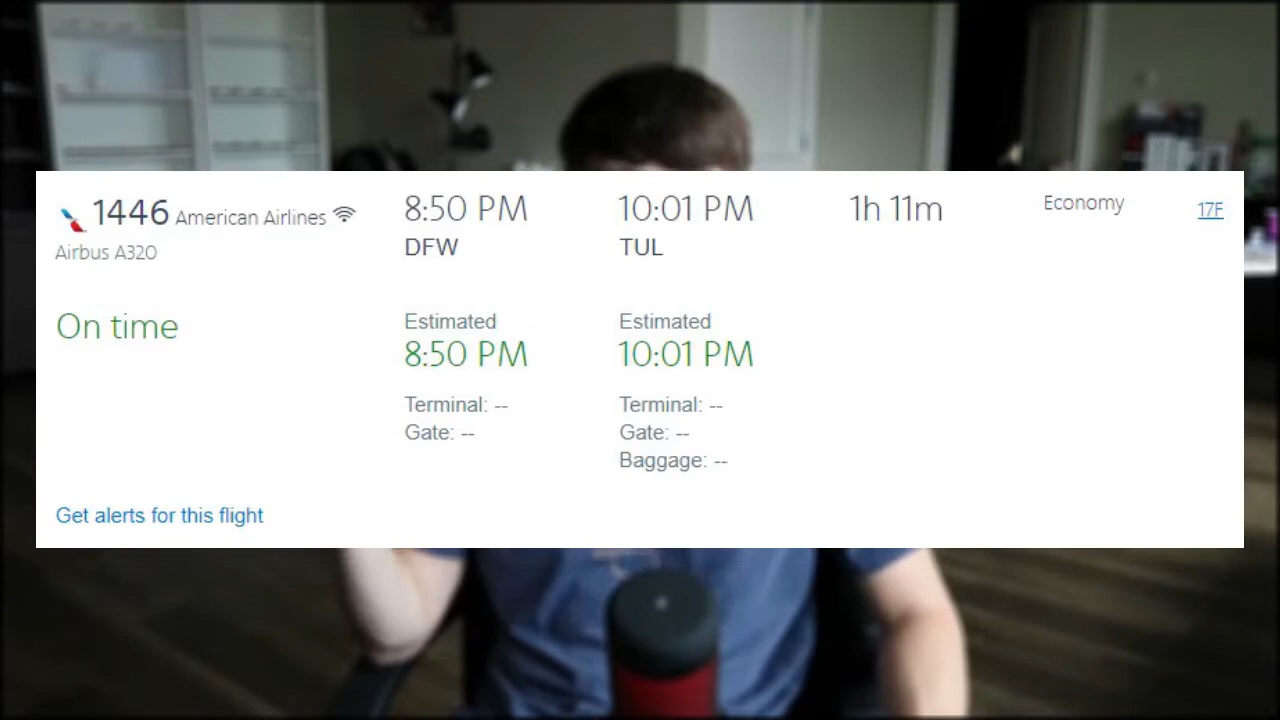 1446 American Airlines 8:50 PM 10:01 PM 1h 11m Economy 17F
Airbus A320 DFW TUL
On time
Estimated Estimated
8:50 PM 10:01 PM
Terminal: -- Terminal: --
Gate: -- Gate: --
Baggage: --
Get alerts for this flight